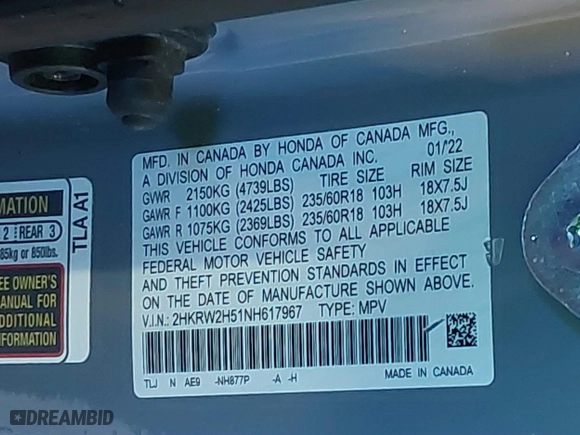 MFD. IN CANADA BY HONDA OF CANADA MFG.,
A DIVISION OF HONDA CANADA INC. 01/'22
GVWR 2150KG (4739LBS) TIRE SIZE RIM SIZE
GAWR F 1100KG (2425LBS) 235/60R18 103H 18X7.5J
GAWR R 1075KG (2369LBS) 235/60R18 103H 18X7.5J
THIS VEHICLE CONFORMS TO ALL APPLICABLE
FEDERAL MOTOR VEHICLE SAFETY
AND THEFT PREVENTION STANDARDS IN EFFECT
ON THE DATE OF MANUFACTURE SHOWN ABOVE.
V.I.N.: 2HKRW2H51NH617967 TYPE: MPV
TLJ N AE9 -NH877P -A -H MADE IN CANADA
MATION
2 REAR 3
85kg or 850lbs.
TLA A1
EE OWNER'S
ANUAL FOR
DDITIONAL
FORMATION
DREAMBID